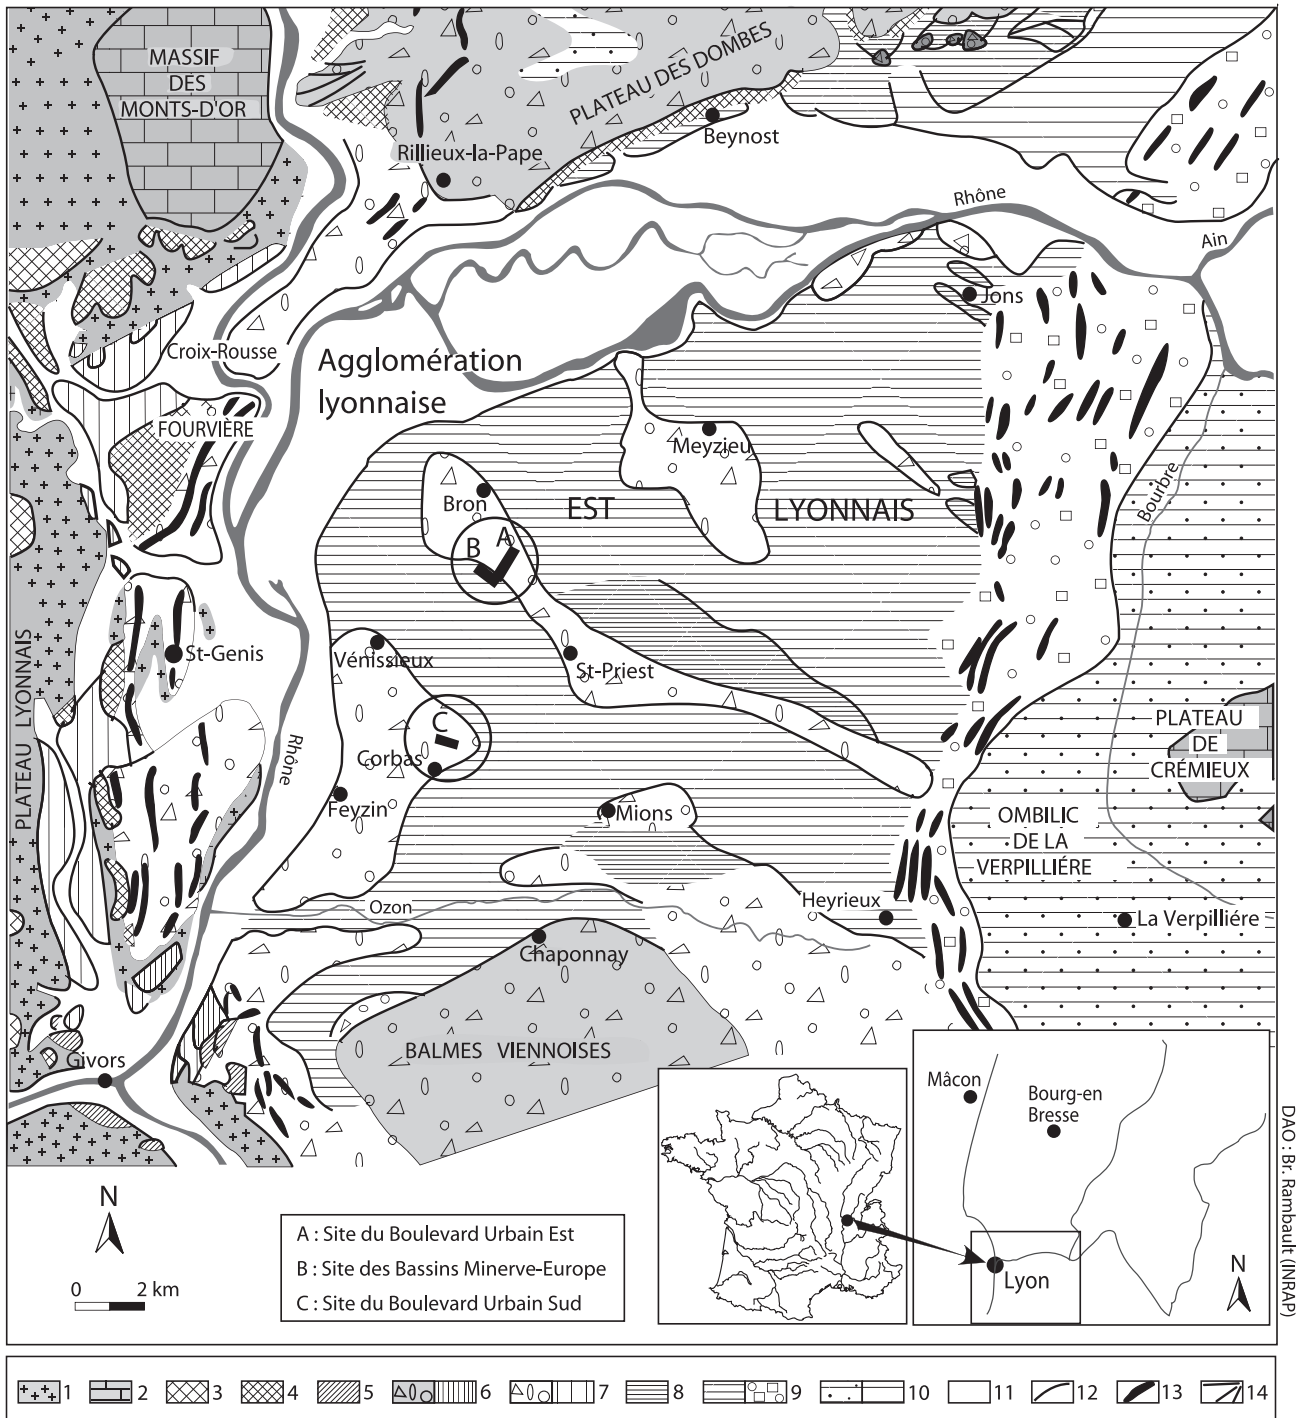 MASSIF
DES
MONTS-D'OR
PLATEAU DES DOMBES
Beynost
Rillieux-la-Pape
Rhône
Ain
Jons
Croix-Rousse
Agglomération
lyonnaise
FOURVIÈRE
Meyzieu
Bron
EST LYONNAIS
Bourbre
B
A
PLATEAU LYONNAIS
St-Genis
Vénissieux
St-Priest
C
Corbas
Rhône
PLATEAU
DE
CRÉMIEUX
Feyzin
Mions
OMBILIC
DE LA
VERPILLIÉRE
Heyrieux
Ozon
La Verpilliére
Chaponnay
BALMES VIENNOISES
Givors
Mâcon
Bourg-en
Bresse
Lyon
N
N
0 2 km
A : Site du Boulevard Urbain Est
B : Site des Bassins Minerve-Europe
C : Site du Boulevard Urbain Sud
DAO : Br. Rambault (INRAP)
1 2 3 4 5 6 7 8 9 10 11 12 13 14